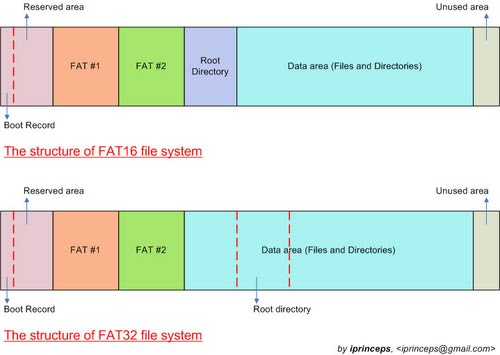 Reserved area
Unused area
FAT #1
FAT #2
Root
Directory
Data area (Files and Directories)
Boot Record
The structure of FAT16 file system
Reserved area
Unused area
FAT #1
FAT #2
Data area (Files and Directories)
Boot Record
Root directory
The structure of FAT32 file system
by iprinceps, <iprinceps@gmail.com>